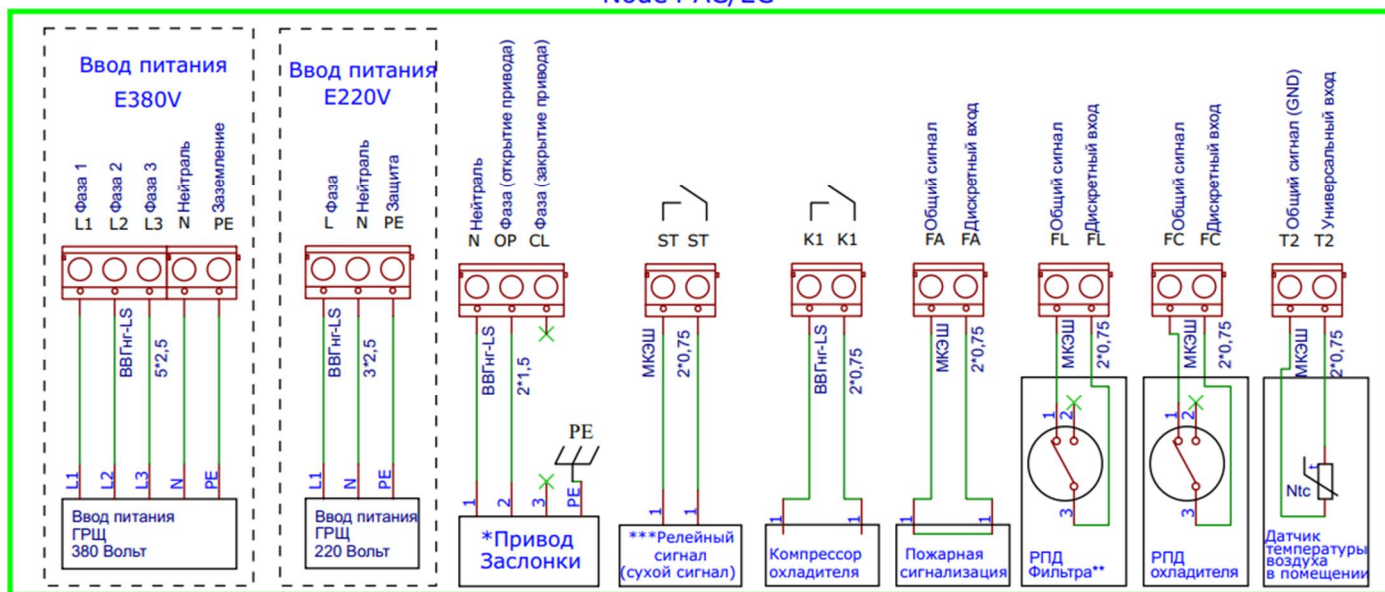 Ввод питания
E380V
Фаза 1
Фаза 2
Фаза 3
Нейтраль
Заземление
L1 L2 L3 N PE
ВВГнг-LS
5*2,5
L1 L2 L3 N PE
Ввод питания
ГРЩ
380 Вольт
Ввод питания
E220V
Фаза
Нейтраль
Защита
L N PE
ВВГнг-LS
3*2,5
L1 N PE
Ввод питания
ГРЩ
220 Вольт
Нейтраль
Фаза (открытие привода)
Фаза (закрытие привода)
N OP CL
ВВГнг-LS
2*1,5
PE
1 2 3 PE
*Привод
Заслонки
ST ST
МКЭШ
2*0,75
1 1
***Релейный
сигнал
(сухой сигнал)
K1 K1
ВВГнг-LS
2*0,75
1 1
Компрессор
охладителя
Общий сигнал
Дискретный вход
FA FA
МКЭШ
2*0,75
1 1
Пожарная
сигнализация
Общий сигнал
Дискретный вход
FL FL
МКЭШ
2*0,75
1 2
3
РПД
Фильтра**
Общий сигнал
Дискретный вход
FC FC
МКЭШ
2*0,75
1 2
3
РПД
охладителя
Общий сигнал (GND)
Универсальный вход
T2 T2
МКЭШ
2*0,75
t
Ntc
Датчик
температуры
воздуха
в помещении